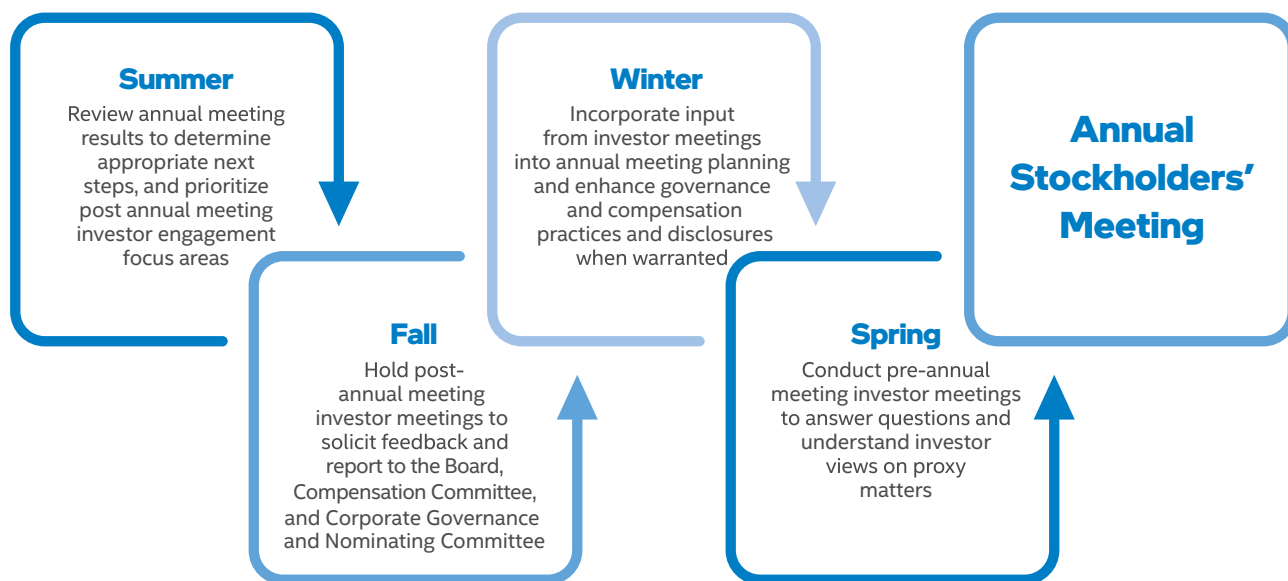 Summer
Review annual meeting
results to determine
appropriate next
steps, and prioritize
post annual meeting
investor engagement
focus areas
Fall
Hold post-
annual meeting
investor meetings to
solicit feedback and
report to the Board,
Compensation Committee,
and Corporate Governance
and Nominating Committee
Winter
Incorporate input
from investor meetings
into annual meeting planning
and enhance governance
and compensation
practices and disclosures
when warranted
Spring
Conduct pre-annual
meeting investor meetings
to answer questions and
understand investor
views on proxy
matters
Annual
Stockholders’
Meeting